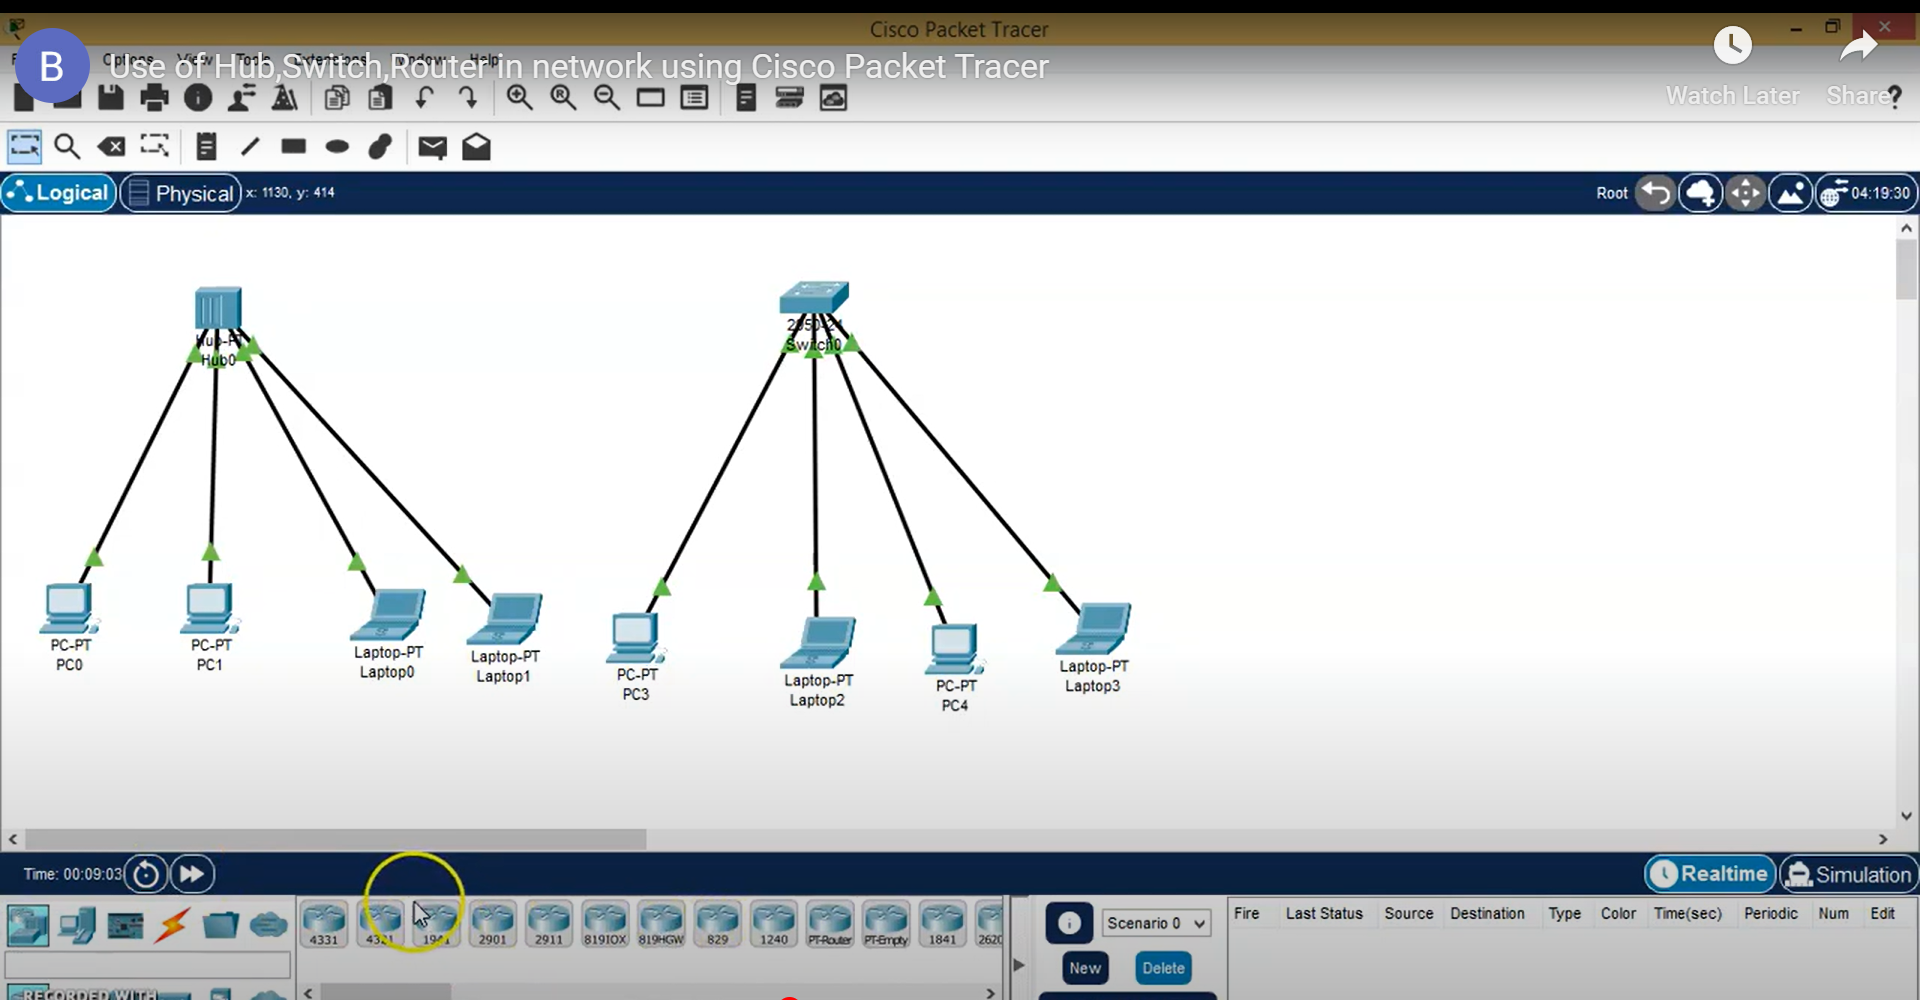 Cisco Packet Tracer
B
Options View Tools Extensions Window Help
Use of Hub,Switch,Router in network using Cisco Packet Tracer
Watch Later Share
?
Logical Physical x: 1130, y: 414
Root 04:19:30
Hub-PT
Hub0
2950-24
Switch0
PC-PT
PC0
PC-PT
PC1
Laptop-PT
Laptop0
Laptop-PT
Laptop1
PC-PT
PC3
Laptop-PT
Laptop2
PC-PT
PC4
Laptop-PT
Laptop3
Time: 00:09:03
Realtime Simulation
4331 4321 1941 2901 2911 819IOX 819HGW 829 1240 PT-Router PT-Empty 1841
Scenario 0
New Delete
Fire Last Status Source Destination Type Color Time(sec) Periodic Num Edit
RECORDED WITH